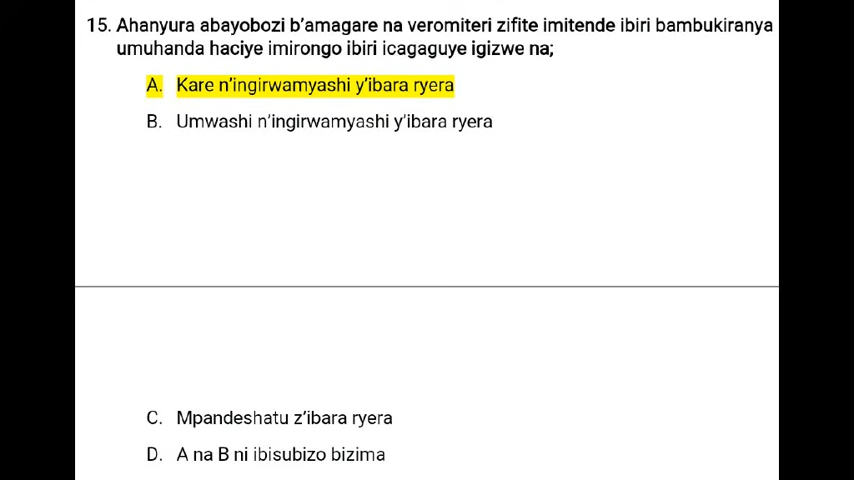 15. Ahanyura abayobozi b’amagare na veromiteri zifite imitende ibiri bambukiranya
umuhanda haciye imirongo ibiri icagaguye igizwe na;
A. Kare n’ingirwamyashi y’ibara ryera
B. Umwashi n’ingirwamyashi y’ibara ryera
C. Mpandeshatu z’ibara ryera
D. A na B ni ibisubizo bizima